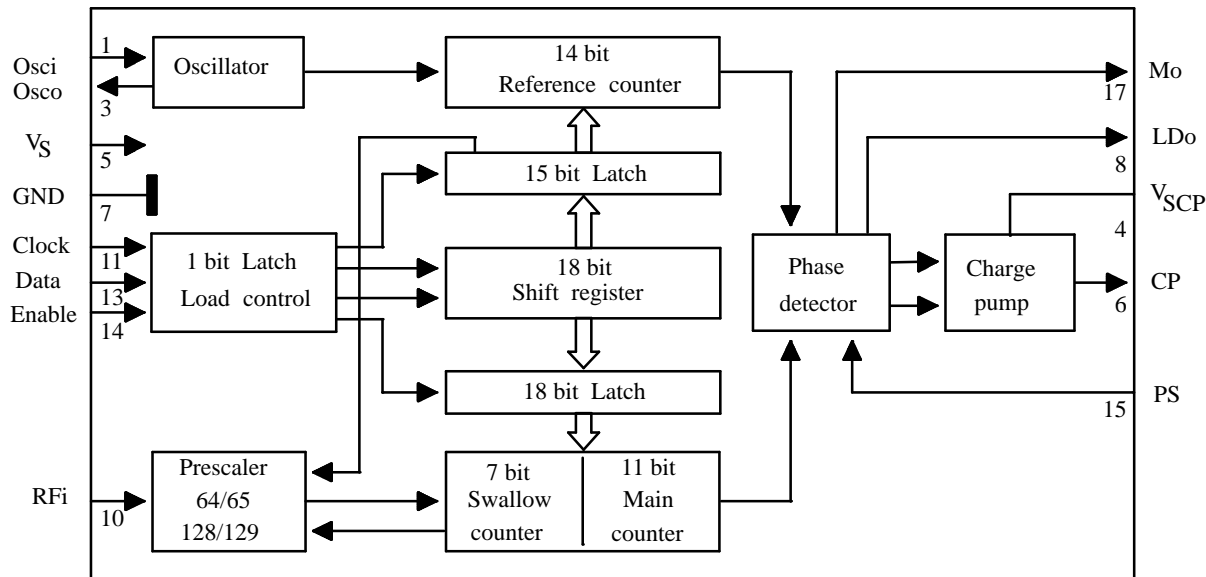 Osci
1
Osco
3
Oscillator
14 bit
Reference counter
Mo
17
V_S
5
15 bit Latch
LDo
8
GND
7
V_SCP
4
Clock
11
Data
13
Enable
14
1 bit Latch
Load control
18 bit
Shift register
Phase
detector
Charge
pump
CP
6
18 bit Latch
PS
15
RFi
10
Prescaler
64/65
128/129
7 bit
Swallow
counter
11 bit
Main
counter